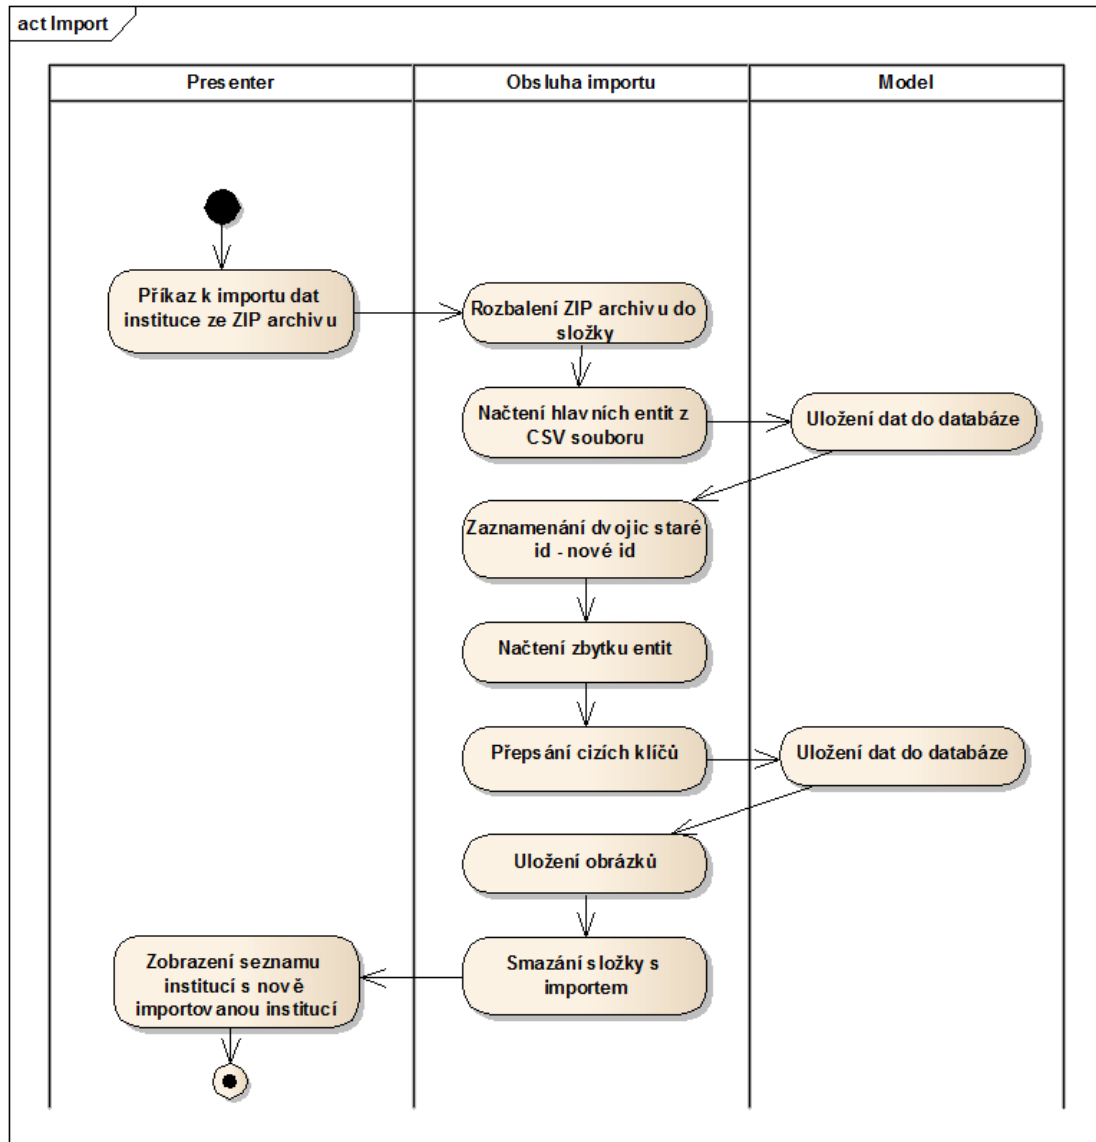 act Import
Presenter
Obsluha importu
Model
Příkaz k importu dat
instituce ze ZIP archivu
Rozbalení ZIP archivu do
složky
Načtení hlavních entit z
CSV souboru
Uložení dat do databáze
Zaznamenání dvojic staré
id - nové id
Načtení zbytku entit
Přepsání cizích klíčů
Uložení dat do databáze
Uložení obrázků
Smazání složky s
importem
Zobrazení seznamu
institucí s nově
importovanou institucí